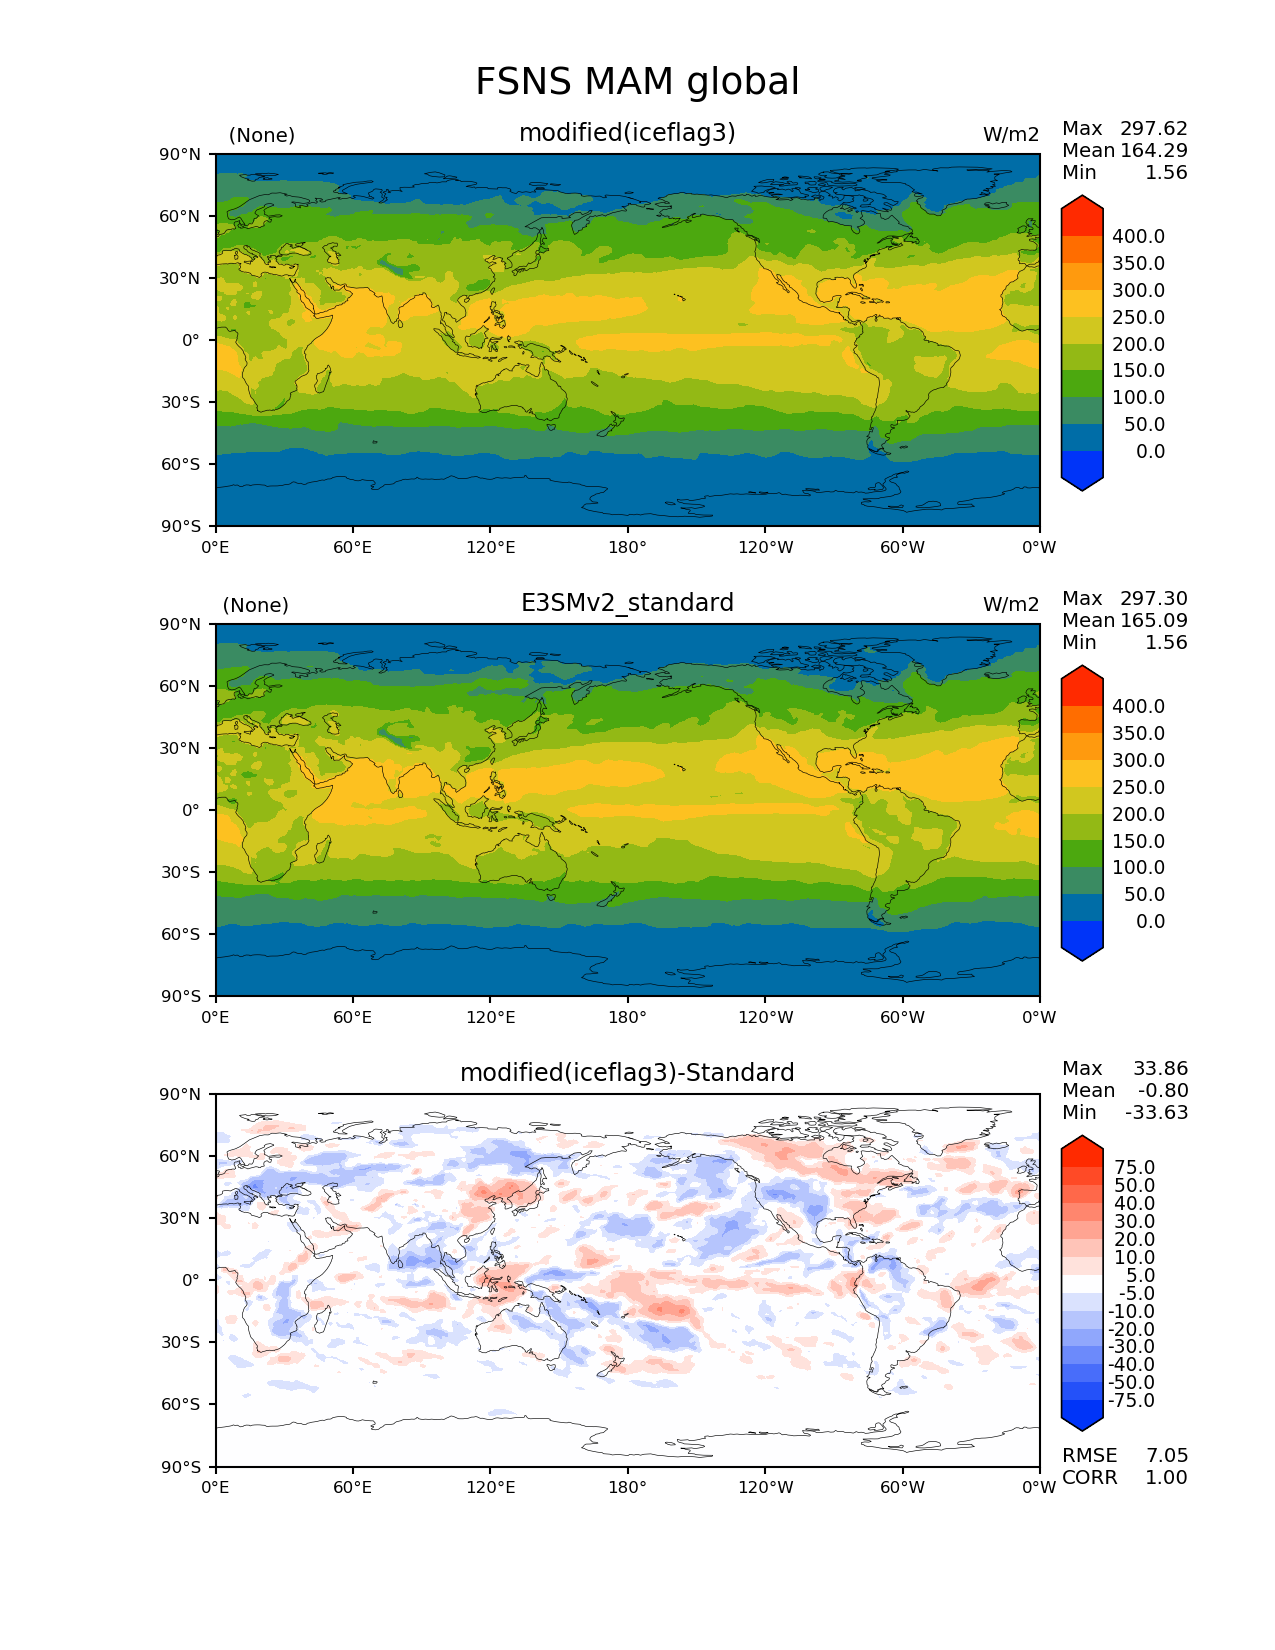 FSNS MAM global
(None) modified(iceflag3) W/m2
Max 297.62
Mean 164.29
Min 1.56
90°N
60°N
30°N
0°
30°S
60°S
90°S
0°E 60°E 120°E 180° 120°W 60°W 0°W
400.0
350.0
300.0
250.0
200.0
150.0
100.0
50.0
0.0
(None) E3SMv2_standard W/m2
Max 297.30
Mean 165.09
Min 1.56
90°N
60°N
30°N
0°
30°S
60°S
90°S
0°E 60°E 120°E 180° 120°W 60°W 0°W
400.0
350.0
300.0
250.0
200.0
150.0
100.0
50.0
0.0
modified(iceflag3)-Standard
Max 33.86
Mean -0.80
Min -33.63
90°N
60°N
30°N
0°
30°S
60°S
90°S
0°E 60°E 120°E 180° 120°W 60°W 0°W
75.0
50.0
40.0
30.0
20.0
10.0
5.0
-5.0
-10.0
-20.0
-30.0
-40.0
-50.0
-75.0
RMSE 7.05
CORR 1.00